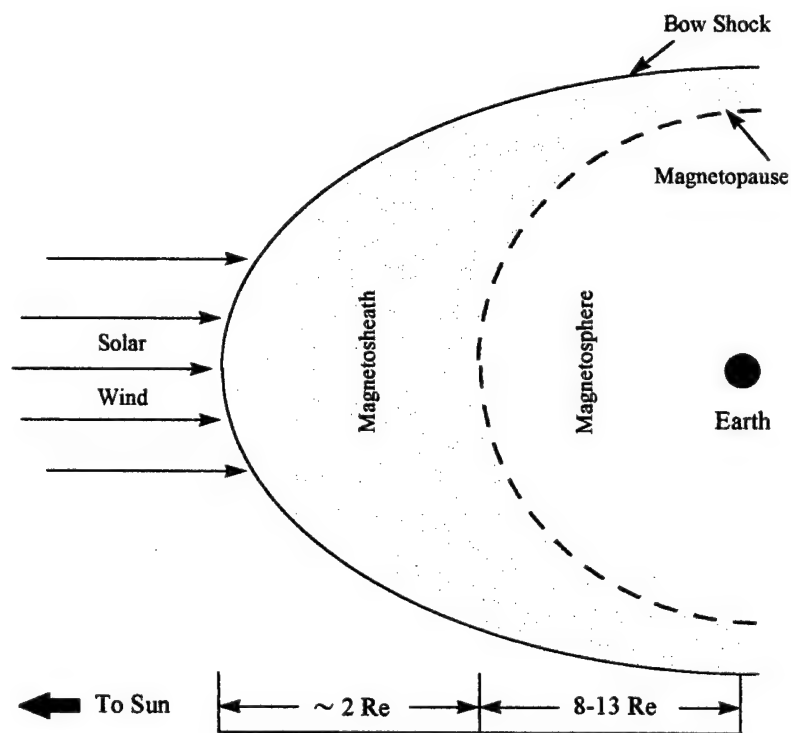 Bow Shock
Magnetopause
Solar
Wind
Magnetosheath
Magnetosphere
Earth
To Sun
~ 2 Re
8-13 Re